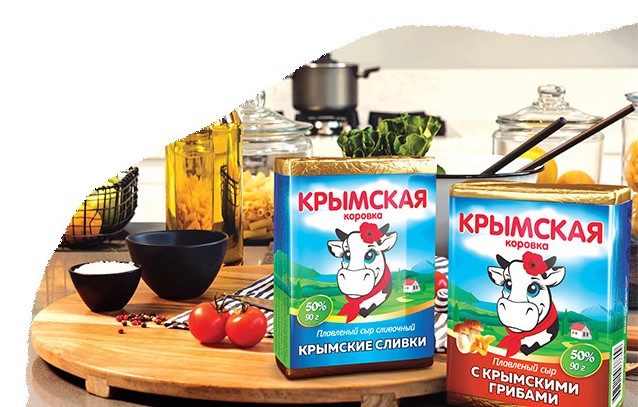 КРЫМСКАЯ
КОРОВКА
50%
90 г
Плавленый сыр сливочный
КРЫМСКИЕ СЛИВКИ
КРЫМСКАЯ
КОРОВКА
50%
90 г
Плавленый сыр
С КРЫМСКИМИ
ГРИБАМИ